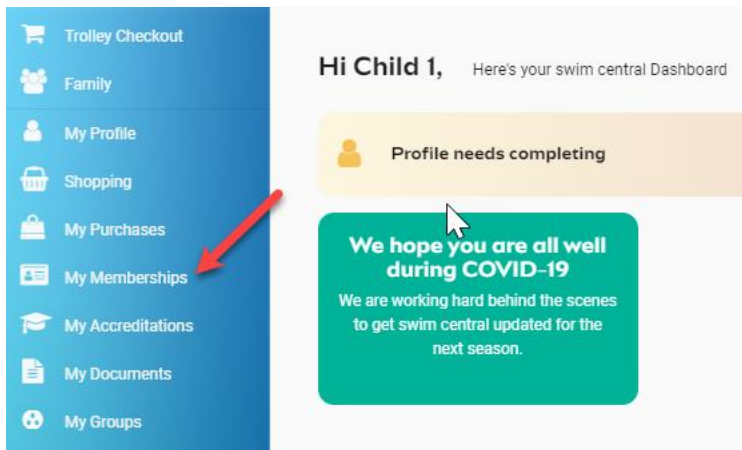 Trolley Checkout
Family
My Profile
Shopping
My Purchases
My Memberships
My Accreditations
My Documents
My Groups
Hi Child 1, Here's your swim central Dashboard
Profile needs completing
We hope you are all well
during COVID-19
We are working hard behind the scenes
to get swim central updated for the
next season.